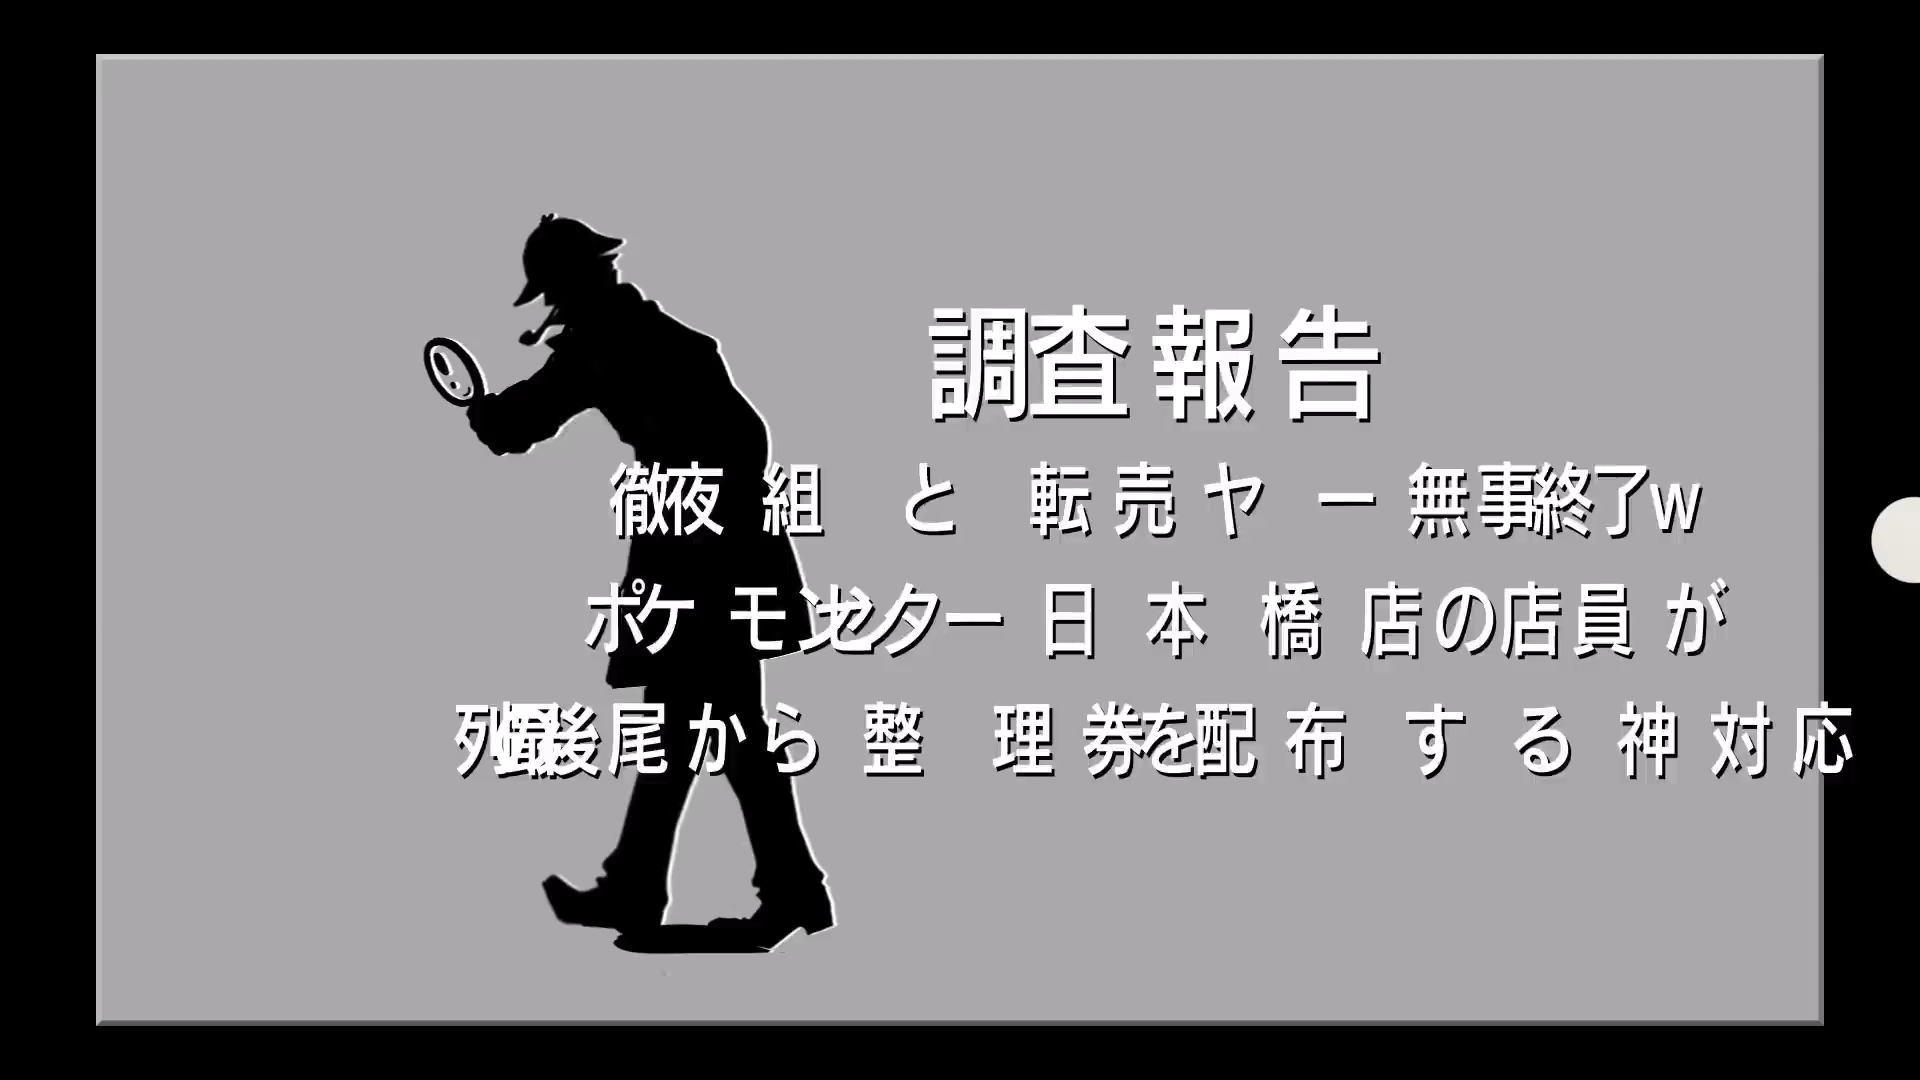 調査報告
徹夜組と転売ヤー無事終了w
ポケモンセンター日本橋店の店員が
列の最後尾から整理券を配布する神対応